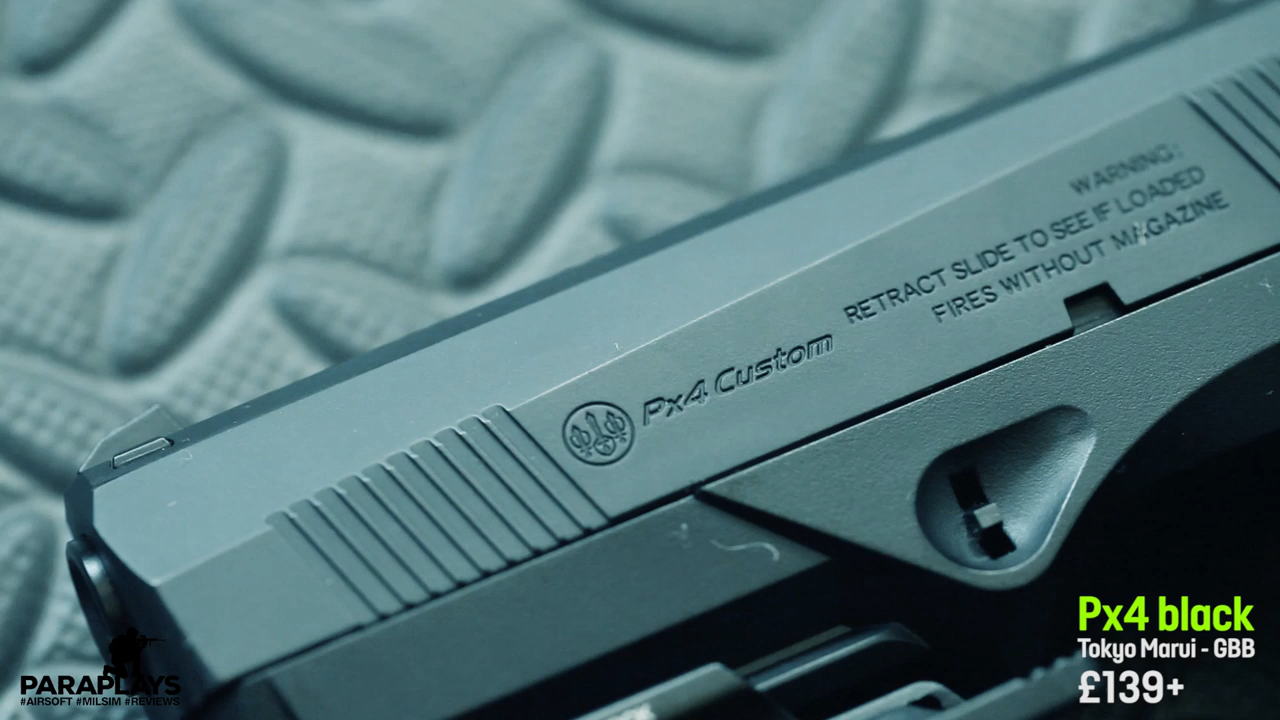 WARNING:
RETRACT SLIDE TO SEE IF LOADED
FIRES WITHOUT MAGAZINE
Px4 Custom
Px4 black
Tokyo Marui - GBB
£139+
PARAPLAYS
#AIRSOFT #MILSIM #REVIEWS